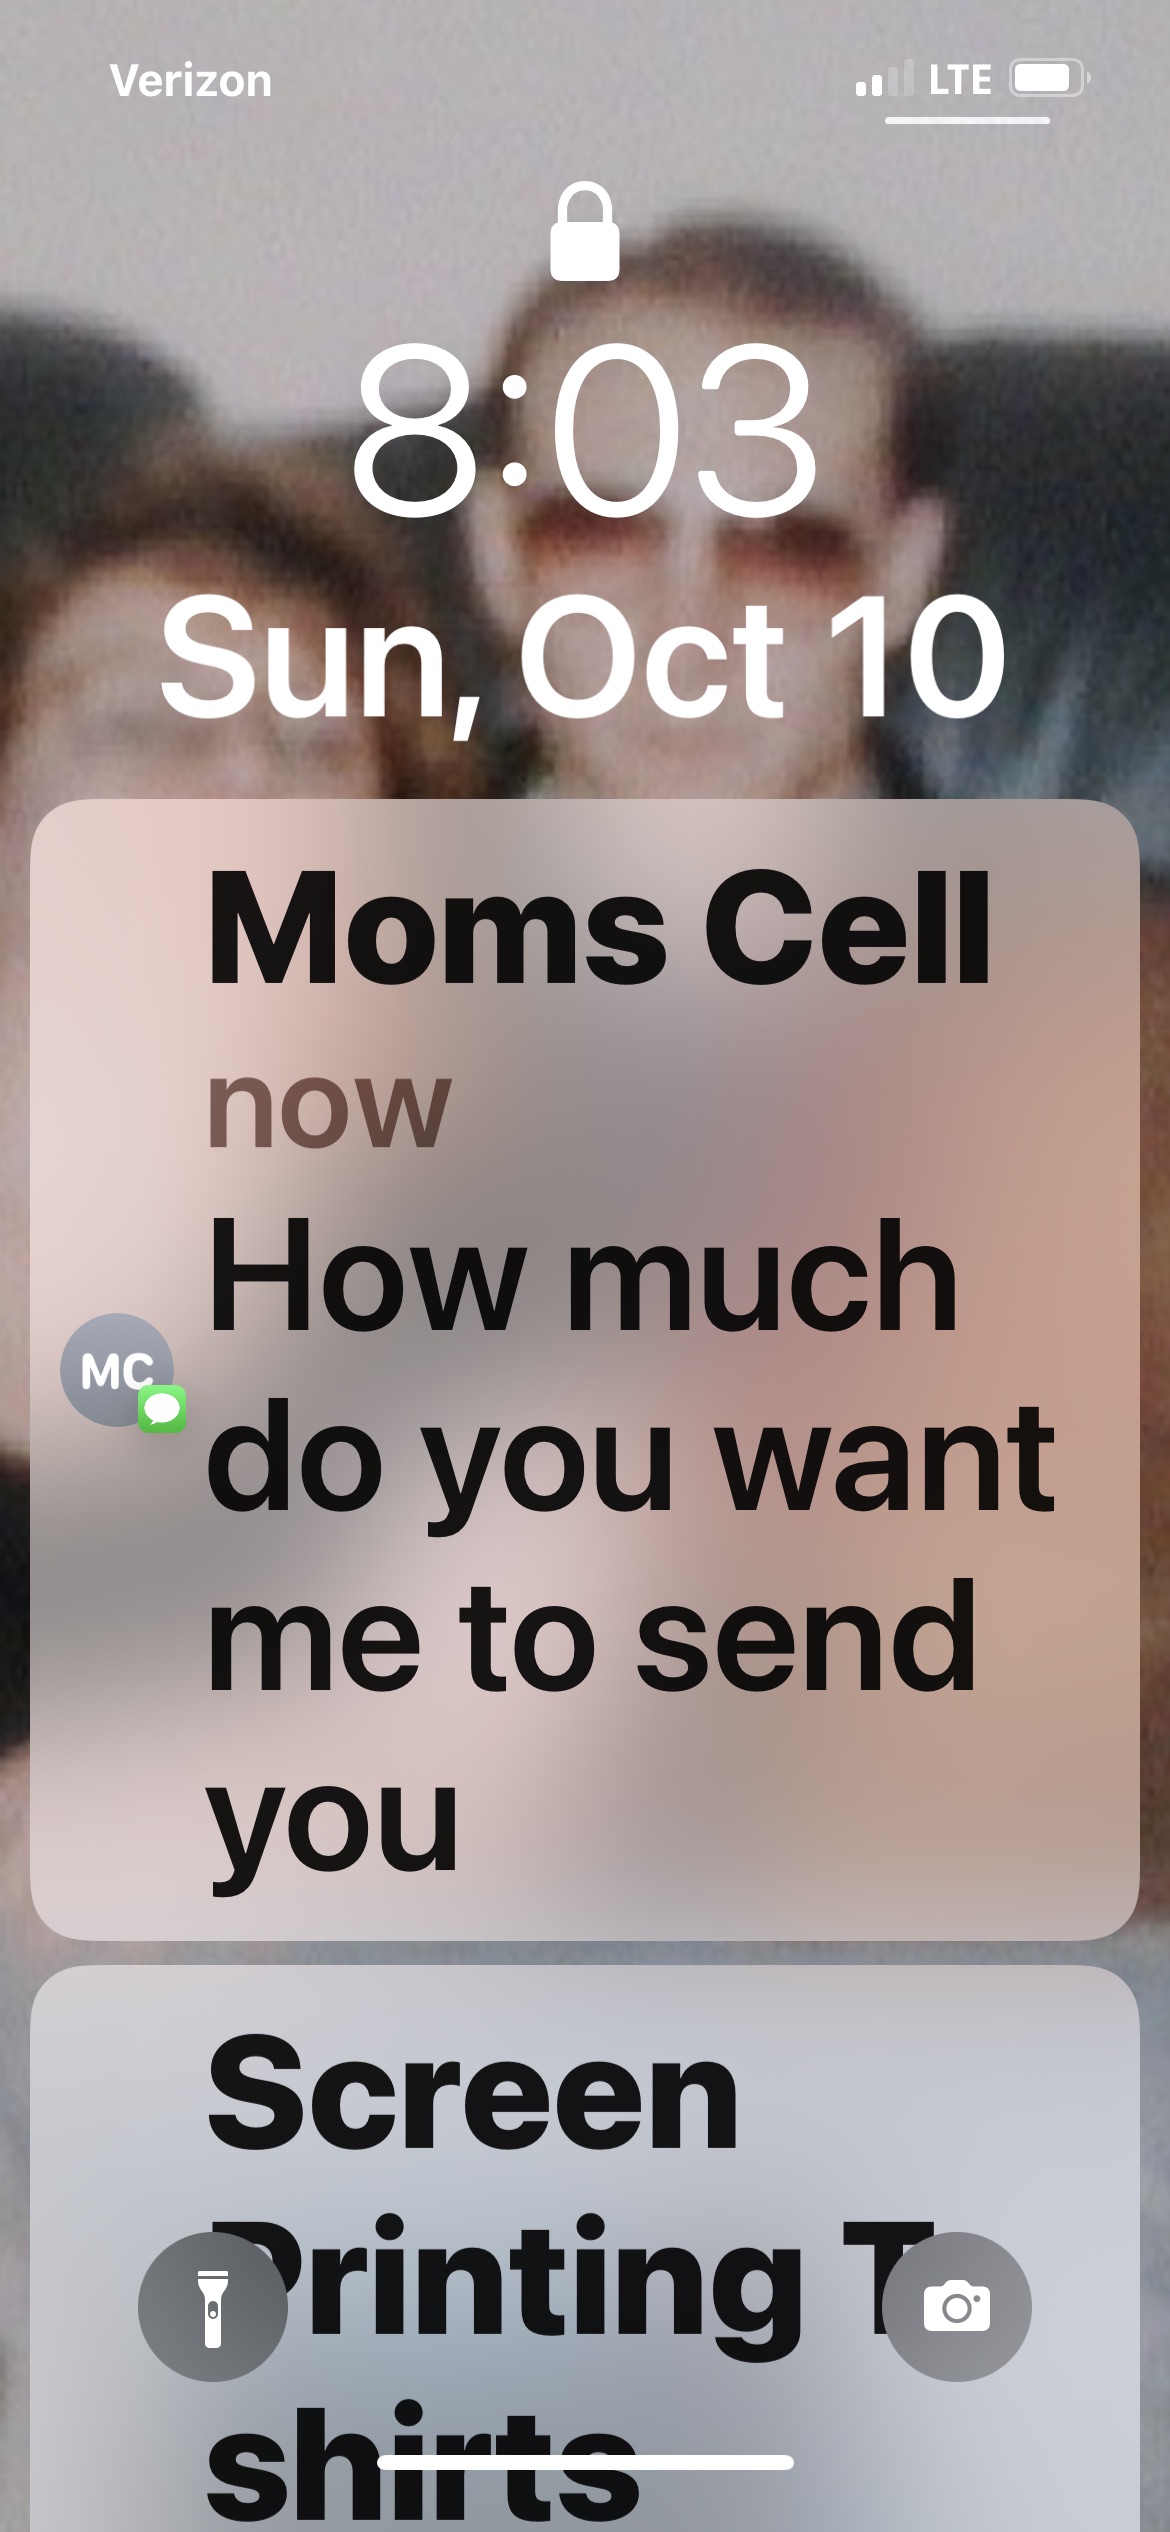 Verizon LTE
8:03
Sun, Oct 10
Moms Cell
now
How much
do you want
me to send
you
MC
Screen
Printing T
shirts